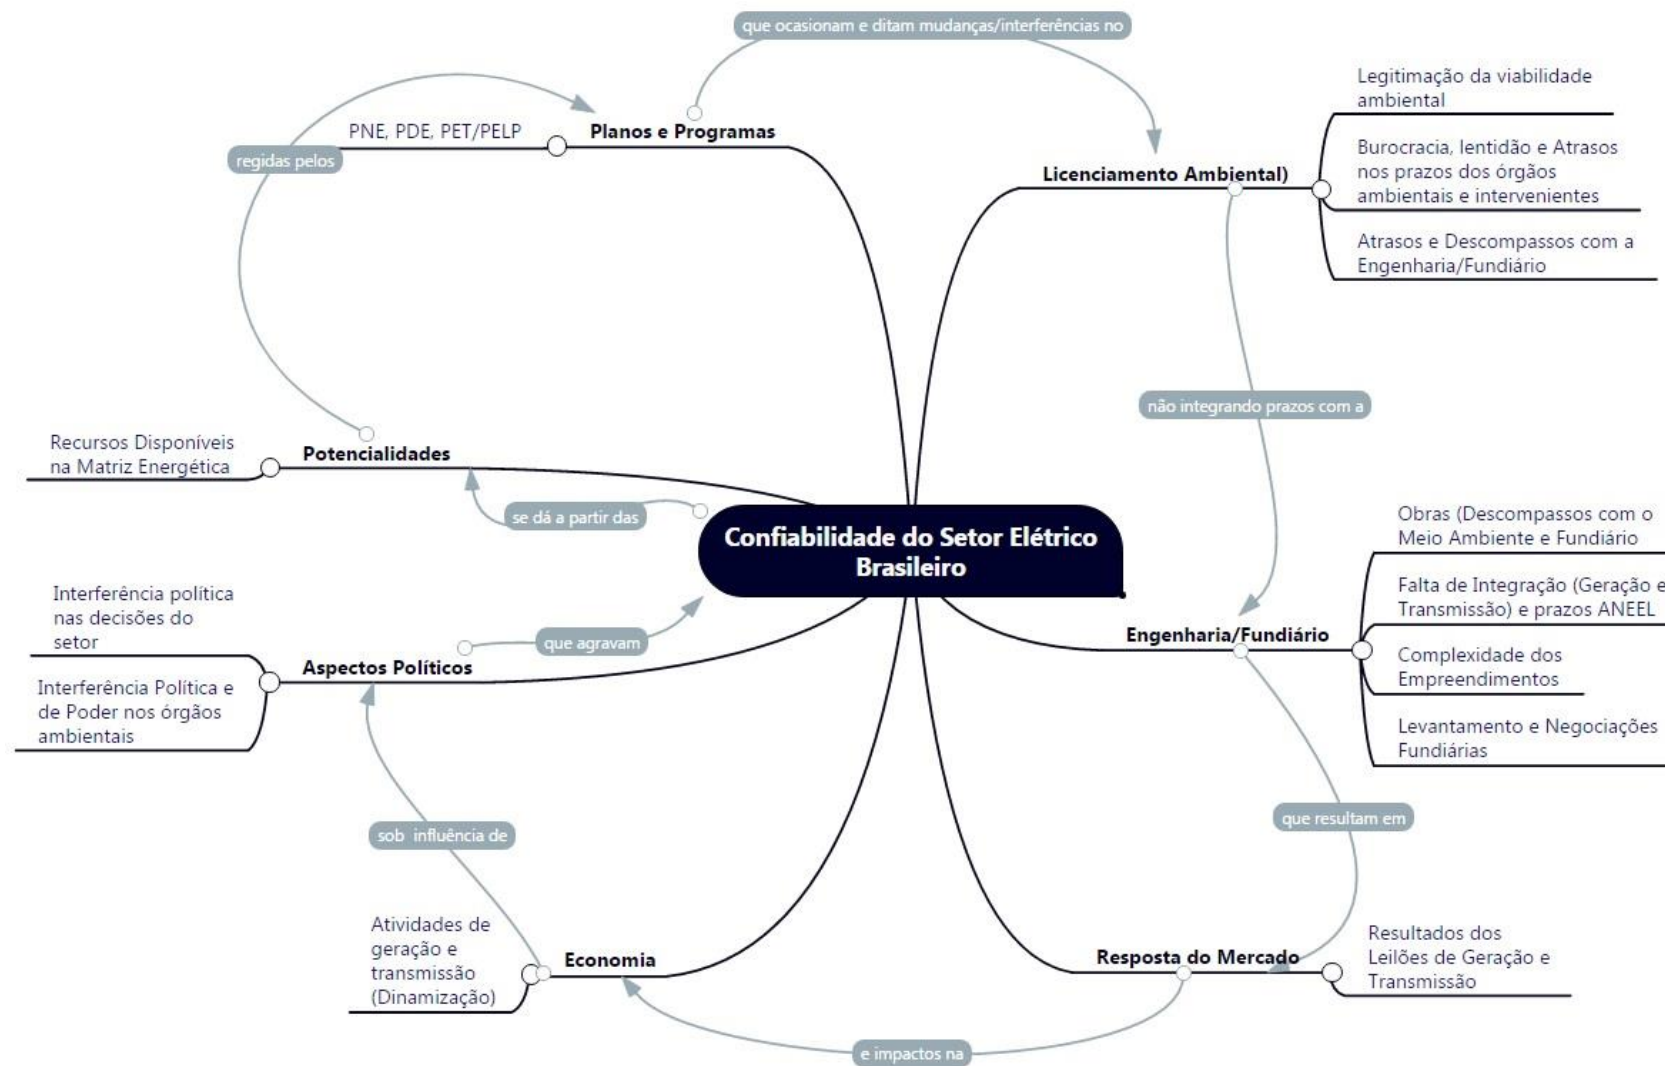 que ocasionam e ditam mudanças/interferências no
PNE, PDE, PET/PELP
Planos e Programas
regidas pelos
Legitimação da viabilidade
ambiental
Licenciamento Ambiental)
Burocracia, lentidão e Atrasos
nos prazos dos órgãos
ambientais e intervenientes
Atrasos e Descompassos com a
Engenharia/Fundiário
não integrando prazos com a
Recursos Disponíveis
na Matriz Energética
Potencialidades
se dá a partir das
Confiabilidade do Setor Elétrico
Brasileiro
Obras (Descompassos com o
Meio Ambiente e Fundiário
Falta de Integração (Geração e
Transmissão) e prazos ANEEL
Engenharia/Fundiário
Complexidade dos
Empreendimentos
Levantamento e Negociações
Fundiárias
Interferência política
nas decisões do
setor
que agravam
Aspectos Políticos
Interferência Política e
de Poder nos órgãos
ambientais
que resultam em
sob  influência de
Atividades de
geração e
transmissão
(Dinamização)
Economia
Resposta do Mercado
Resultados dos
Leilões de Geração e
Transmissão
e impactos na